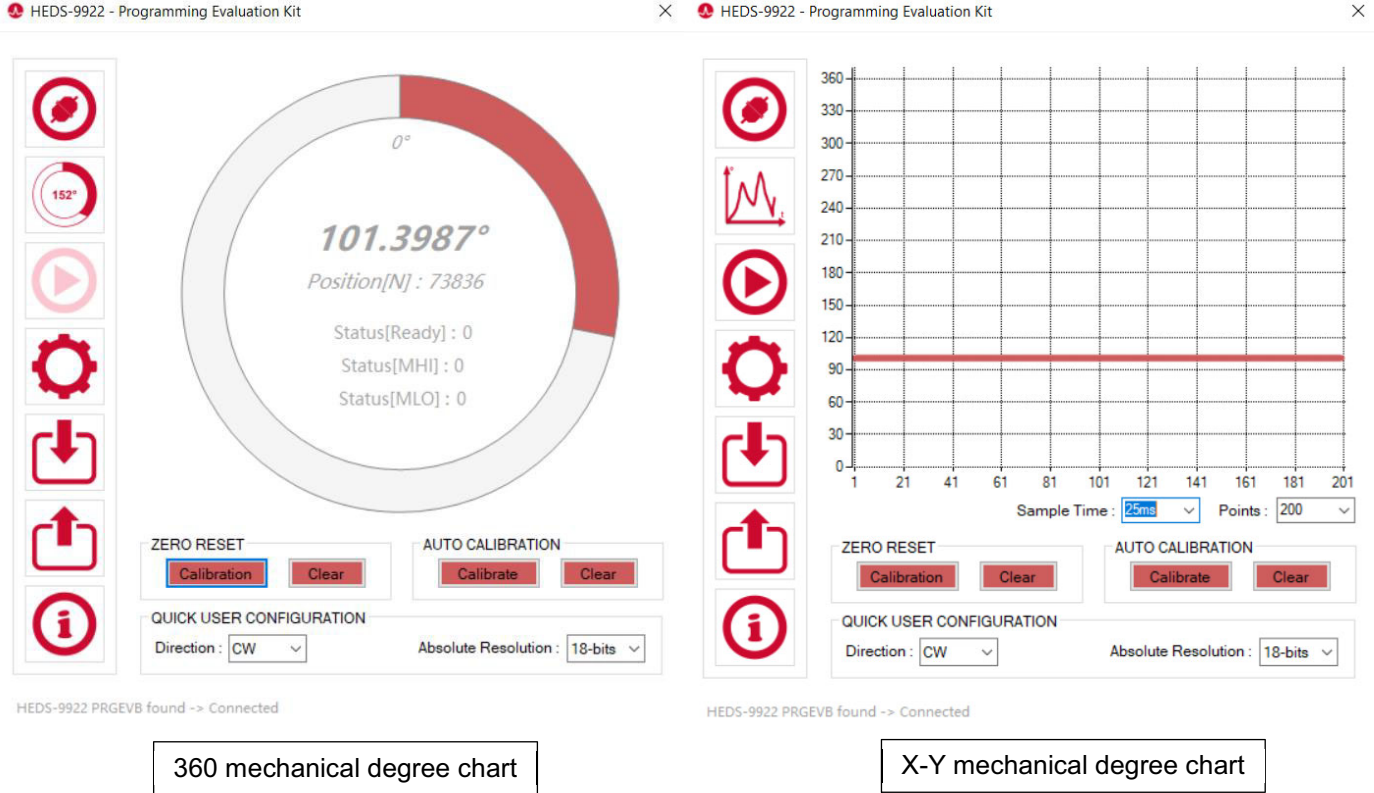 HEDS-9922 - Programming Evaluation Kit
152°
0°
101.3987°
Position[N] : 73836
Status[Ready] : 0
Status[MHI] : 0
Status[MLO] : 0
ZERO RESET
Calibration Clear
AUTO CALIBRATION
Calibrate Clear
QUICK USER CONFIGURATION
Direction : CW Absolute Resolution : 18-bits
HEDS-9922 PRGEVB found -> Connected
360 mechanical degree chart
HEDS-9922 - Programming Evaluation Kit
360
330
300
270
240
210
180
150
120
90
60
30
0
1 21 41 61 81 101 121 141 161 181 201
Sample Time : 25ms Points : 200
ZERO RESET
Calibration Clear
AUTO CALIBRATION
Calibrate Clear
QUICK USER CONFIGURATION
Direction : CW Absolute Resolution : 18-bits
HEDS-9922 PRGEVB found -> Connected
X-Y mechanical degree chart